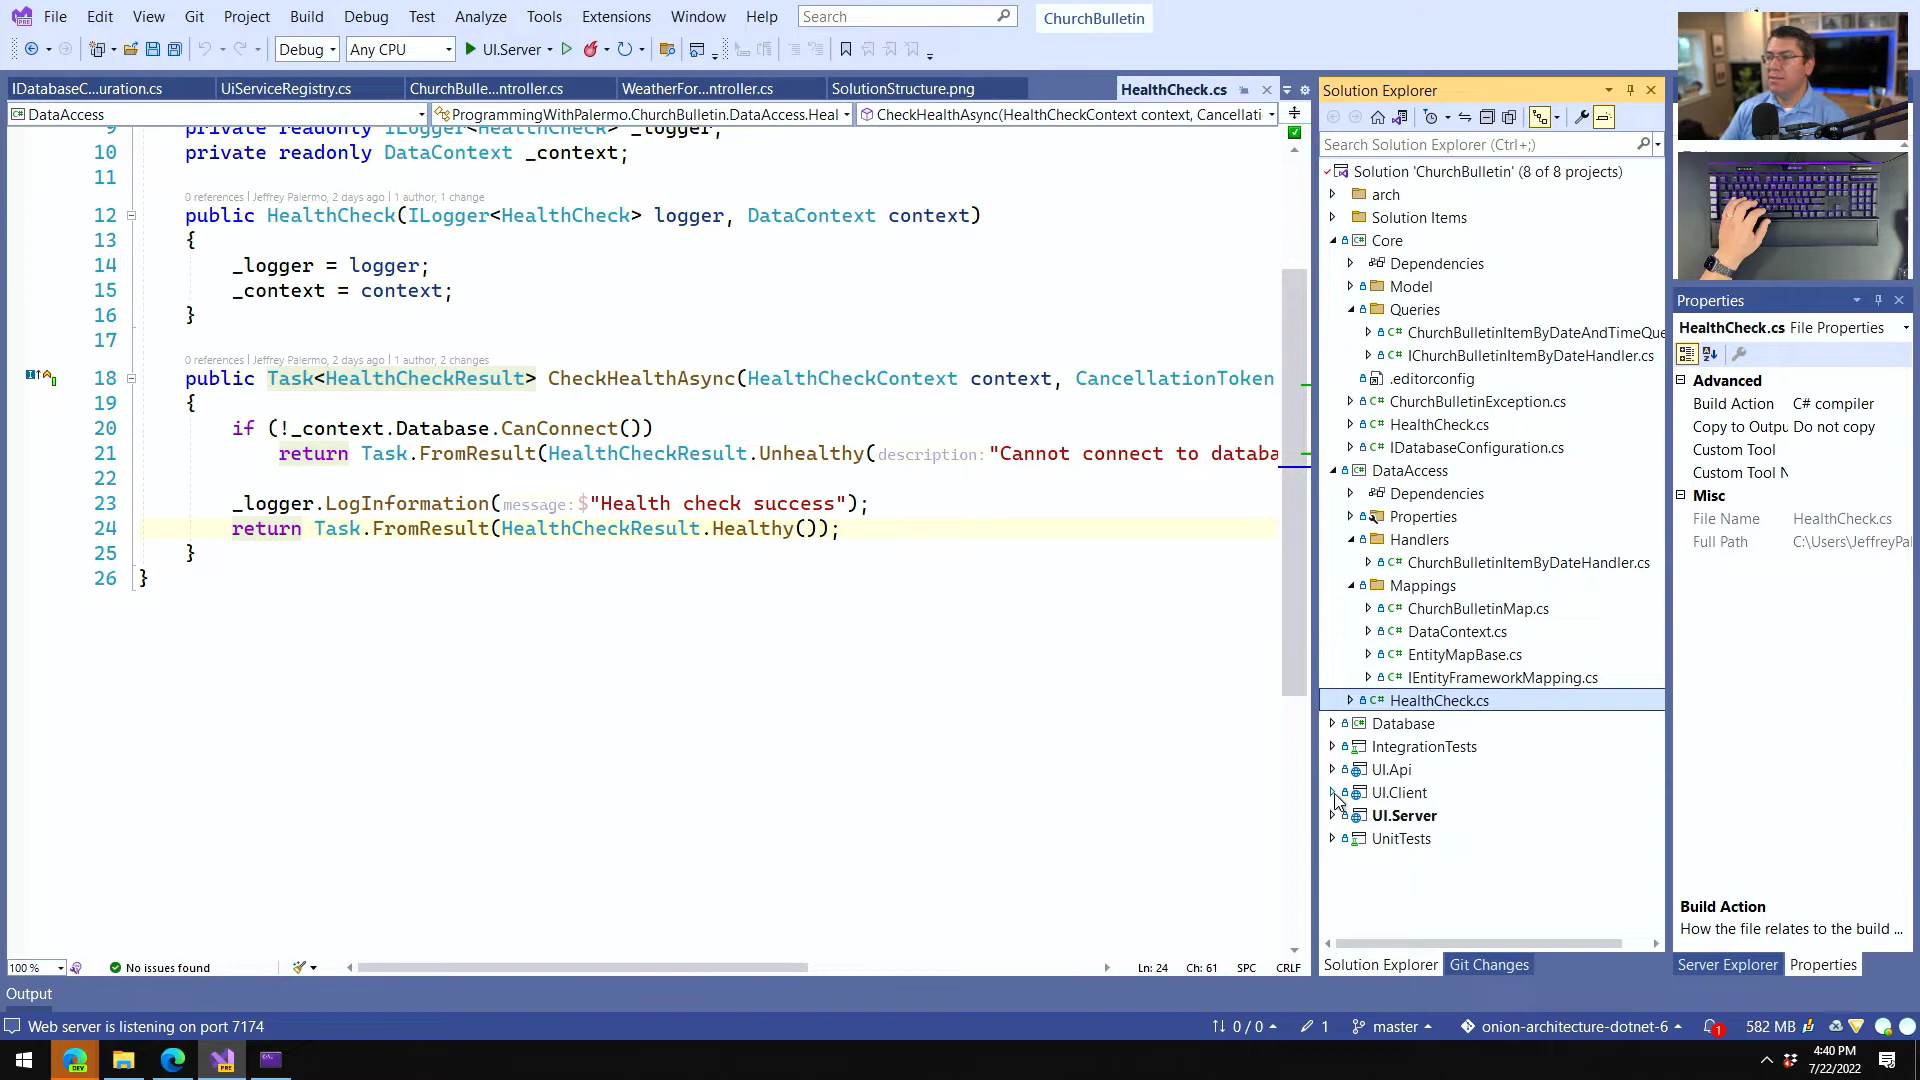 File Edit View Git Project Build Debug Test Analyze Tools Extensions Window Help Search ChurchBulletin
Debug Any CPU UI.Server
IDatabaseC...uration.cs UiServiceRegistry.cs ChurchBulle...ntroller.cs WeatherFor...ntroller.cs SolutionStructure.png HealthCheck.cs
DataAccess ProgrammingWithPalermo.ChurchBulletin.DataAccess.Heal CheckHealthAsync(HealthCheckContext context, Cancellati
9 private readonly ILogger<HealthCheck> _logger;
10 private readonly DataContext _context;
11
0 references | Jeffrey Palermo, 2 days ago | 1 author, 1 change
12 public HealthCheck(ILogger<HealthCheck> logger, DataContext context)
13 {
14 _logger = logger;
15 _context = context;
16 }
17
0 references | Jeffrey Palermo, 2 days ago | 1 author, 2 changes
18 public Task<HealthCheckResult> CheckHealthAsync(HealthCheckContext context, CancellationToken
19 {
20 if (!_context.Database.CanConnect())
21 return Task.FromResult(HealthCheckResult.Unhealthy(description: "Cannot connect to databa
22
23 _logger.LogInformation(message: $"Health check success");
24 return Task.FromResult(HealthCheckResult.Healthy());
25 }
26 }
100 % No issues found Ln: 24 Ch: 61 SPC CRLF
Solution Explorer
Search Solution Explorer (Ctrl+;)
Solution 'ChurchBulletin' (8 of 8 projects)
arch
Solution Items
C# Core
Dependencies
Model
Queries
C# ChurchBulletinItemByDateAndTimeQue
C# IChurchBulletinItemByDateHandler.cs
.editorconfig
C# ChurchBulletinException.cs
C# HealthCheck.cs
C# IDatabaseConfiguration.cs
C# DataAccess
Dependencies
Properties
Handlers
C# ChurchBulletinItemByDateHandler.cs
Mappings
C# ChurchBulletinMap.cs
C# DataContext.cs
C# EntityMapBase.cs
C# IEntityFrameworkMapping.cs
C# HealthCheck.cs
C# Database
IntegrationTests
UI.Api
UI.Client
UI.Server
UnitTests
Solution Explorer Git Changes
Properties
HealthCheck.cs File Properties
Advanced
Build Action C# compiler
Copy to Outpu Do not copy
Custom Tool
Custom Tool N
Misc
File Name HealthCheck.cs
Full Path C:\Users\JeffreyPal
Build Action
How the file relates to the build ...
Server Explorer Properties
Output
Web server is listening on port 7174 0 / 0 1 master onion-architecture-dotnet-6 1 582 MB
DEV PRE 4:40 PM
7/22/2022